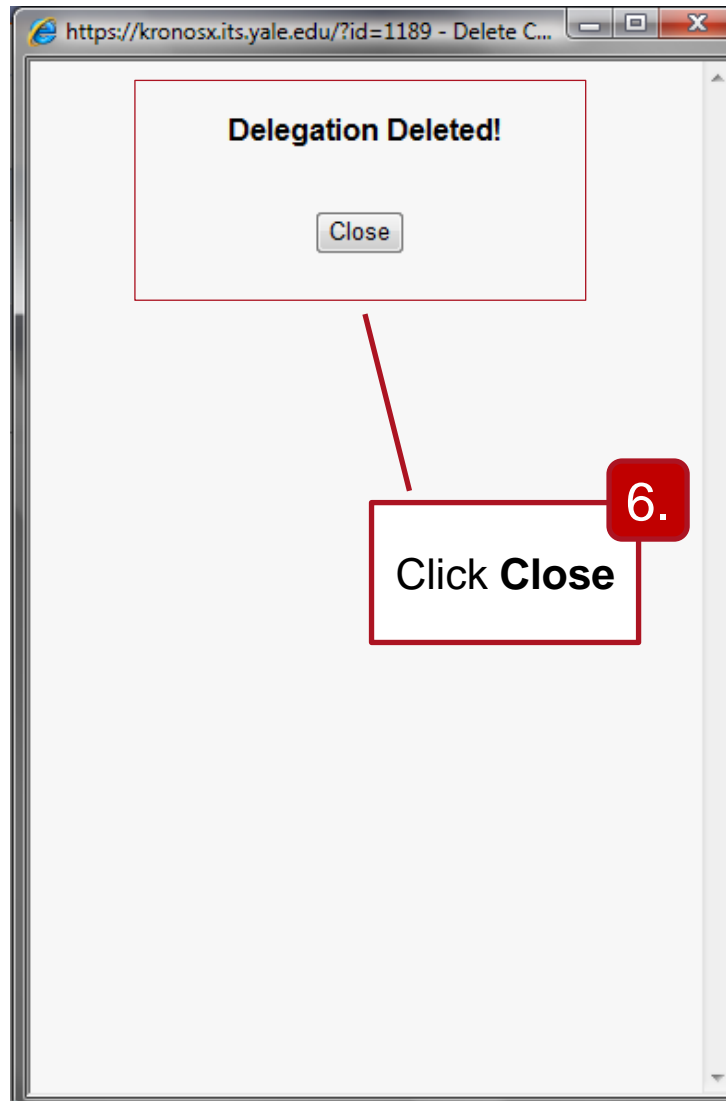 https://kronosx.its.yale.edu/?id=1189 - Delete C...
Delegation Deleted!
Close
6.
Click Close